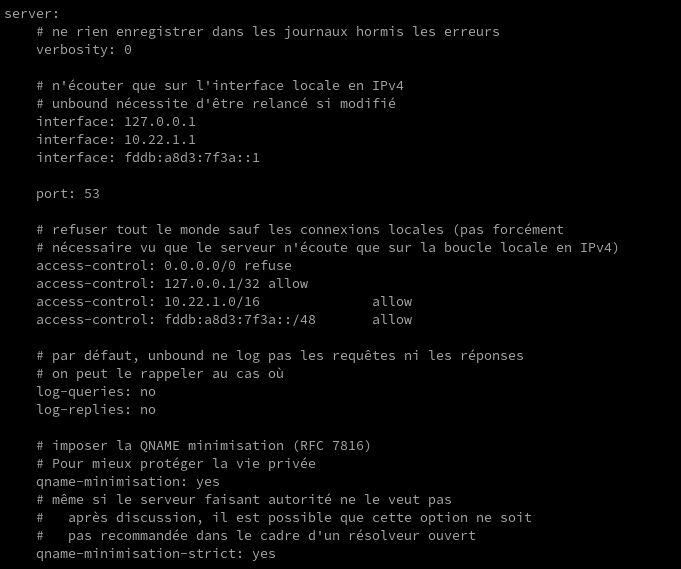 server:
    # ne rien enregistrer dans les journaux hormis les erreurs
    verbosity: 0

    # n'écouter que sur l'interface locale en IPv4
    # unbound nécessite d'être relancé si modifié
    interface: 127.0.0.1
    interface: 10.22.1.1
    interface: fddb:a8d3:7f3a::1

    port: 53

    # refuser tout le monde sauf les connexions locales (pas forcément
    # nécessaire vu que le serveur n'écoute que sur la boucle locale en IPv4)
    access-control: 0.0.0.0/0 refuse
    access-control: 127.0.0.1/32 allow
    access-control: 10.22.1.0/16              allow
    access-control: fddb:a8d3:7f3a::/48       allow

    # par défaut, unbound ne log pas les requêtes ni les réponses
    # on peut le rappeler au cas où
    log-queries: no
    log-replies: no

    # imposer la QNAME minimisation (RFC 7816)
    # Pour mieux protéger la vie privée
    qname-minimisation: yes
    # même si le serveur faisant autorité ne le veut pas
    #   après discussion, il est possible que cette option ne soit
    #   pas recommandée dans le cadre d'un résolveur ouvert
    qname-minimisation-strict: yes